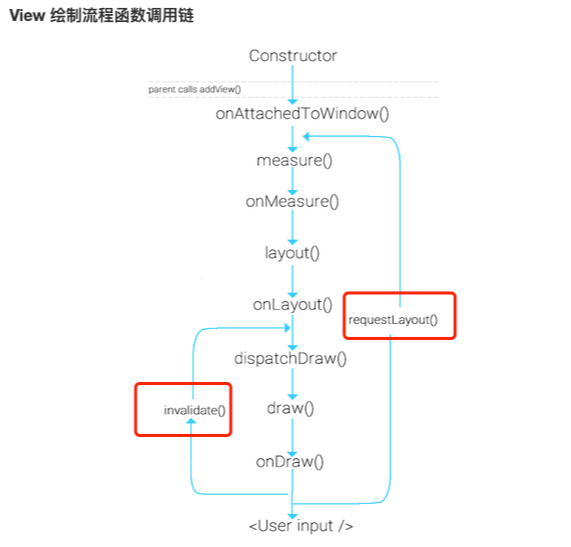 View 绘制流程函数调用链
Constructor
parent calls addView()
onAttachedToWindow()
measure()
onMeasure()
layout()
onLayout()
requestLayout()
dispatchDraw()
invalidate()
draw()
onDraw()
<User input />